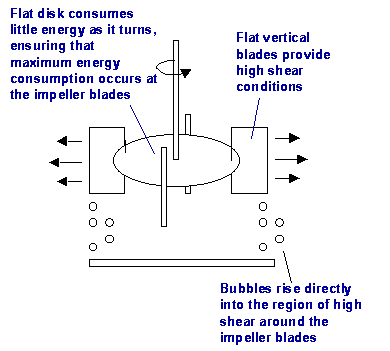 Flat disk consumes
little energy as it turns,
ensuring that
maximum energy
consumption occurs at
the impeller blades
Flat vertical
blades provide
high shear
conditions
Bubbles rise directly
into the region of high
shear around the
impeller blades